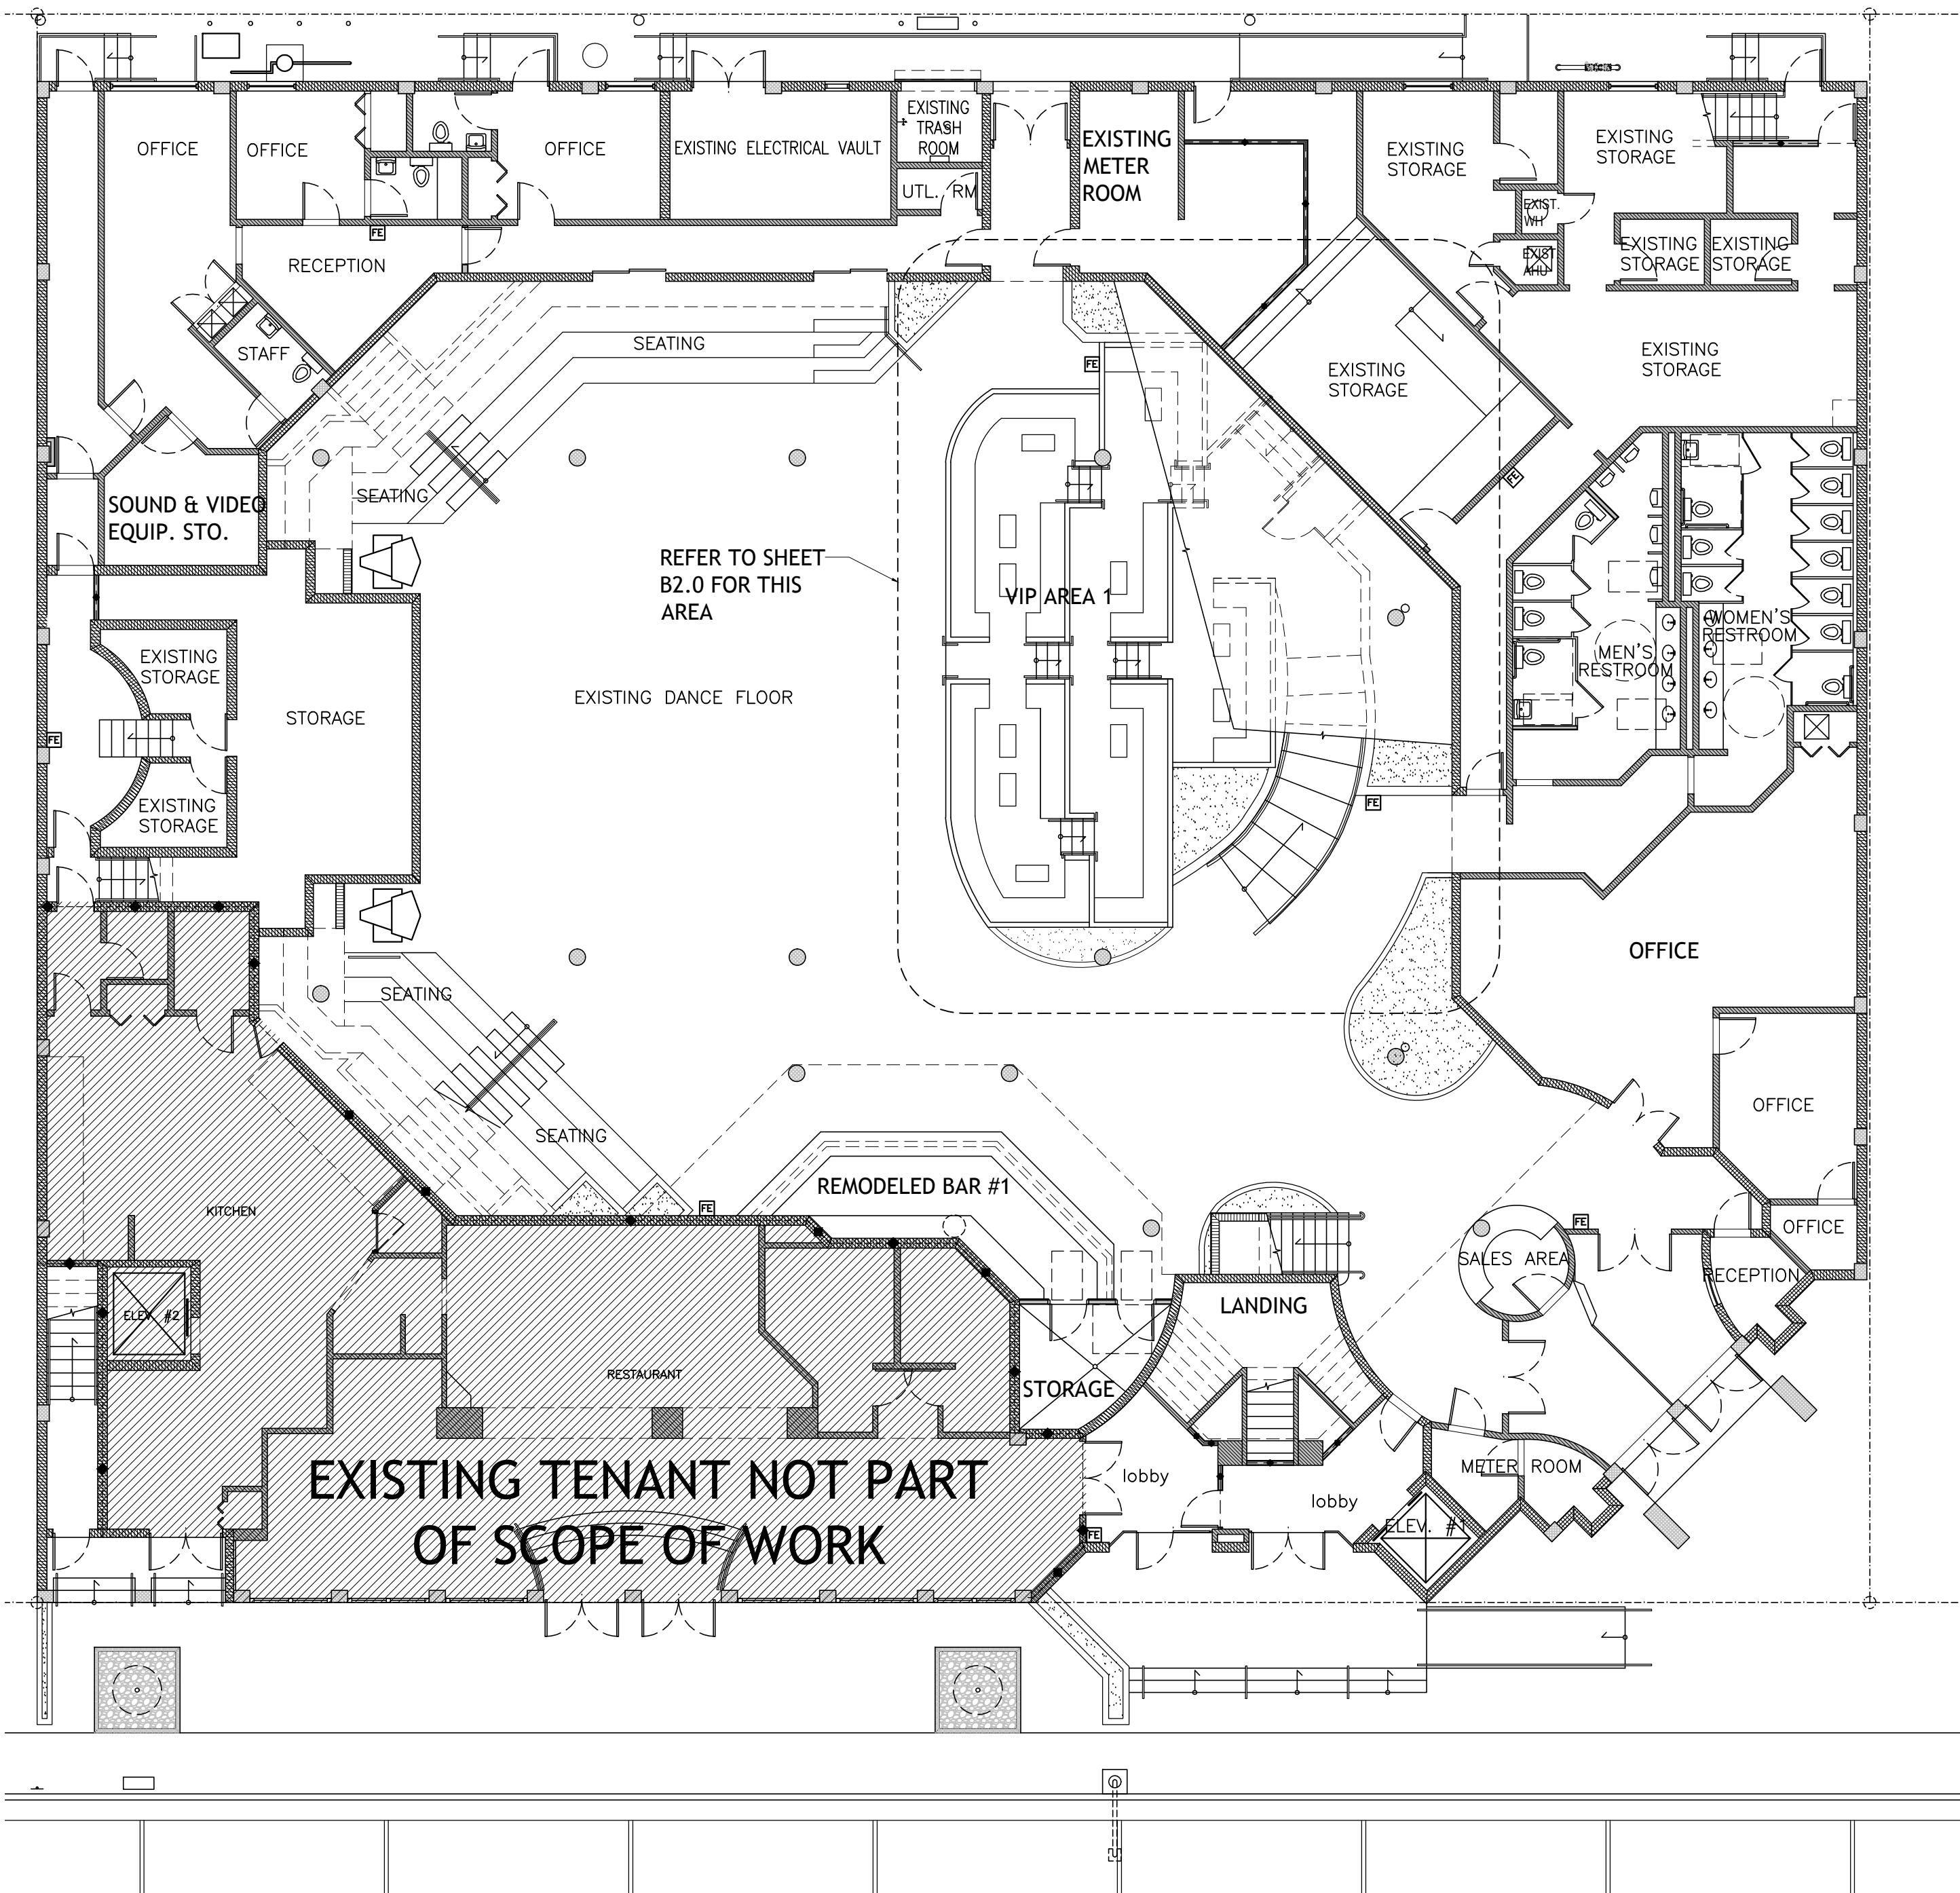 OFFICE
OFFICE
OFFICE
EXISTING ELECTRICAL VAULT
EXISTING
TRASH
ROOM
UTL. RM
EXISTING
METER
ROOM
EXISTING
STORAGE
EXISTING
STORAGE
EXIST.
WH
EXIST
AHU
EXISTING
STORAGE
EXISTING
STORAGE
FE
RECEPTION
STAFF
SEATING
FE
EXISTING
STORAGE
EXISTING
STORAGE
SOUND & VIDEO
EQUIP. STO.
SEATING
FE
REFER TO SHEET
B2.0 FOR THIS
AREA
VIP AREA 1
WOMEN'S
RESTROOM
MEN'S
RESTROOM
EXISTING
STORAGE
STORAGE
EXISTING DANCE FLOOR
FE
EXISTING
STORAGE
FE
OFFICE
SEATING
OFFICE
SEATING
REMODELED BAR #1
KITCHEN
FE
FE
OFFICE
SALES AREA
RECEPTION
LANDING
ELEV. #2
RESTAURANT
STORAGE
EXISTING TENANT NOT PART
OF SCOPE OF WORK
lobby
lobby
METER ROOM
FE
ELEV. #1